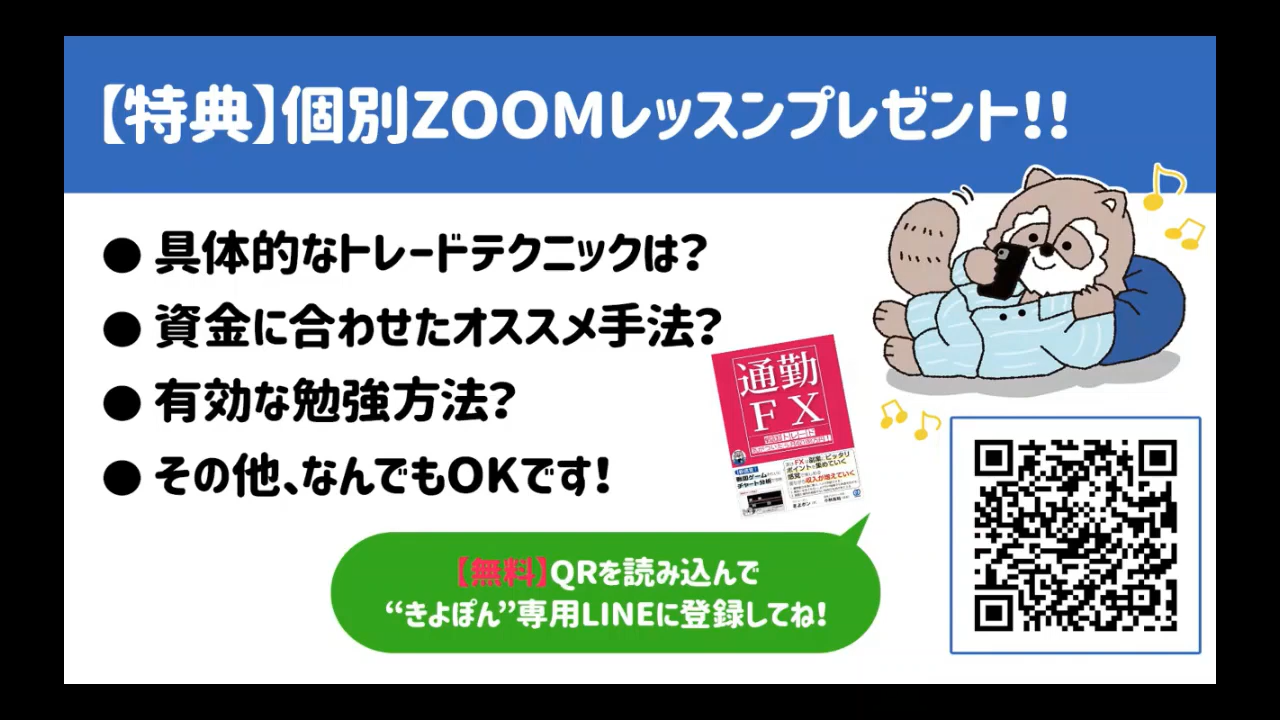 【特典】個別ZOOMレッスンプレゼント!!
● 具体的なトレードテクニックは?
● 資金に合わせたオススメ手法?
● 有効な勉強方法?
● その他、なんでもOKです!
通勤
FX
【無料】QRを読み込んで
“きよぽん”専用LINEに登録してね!